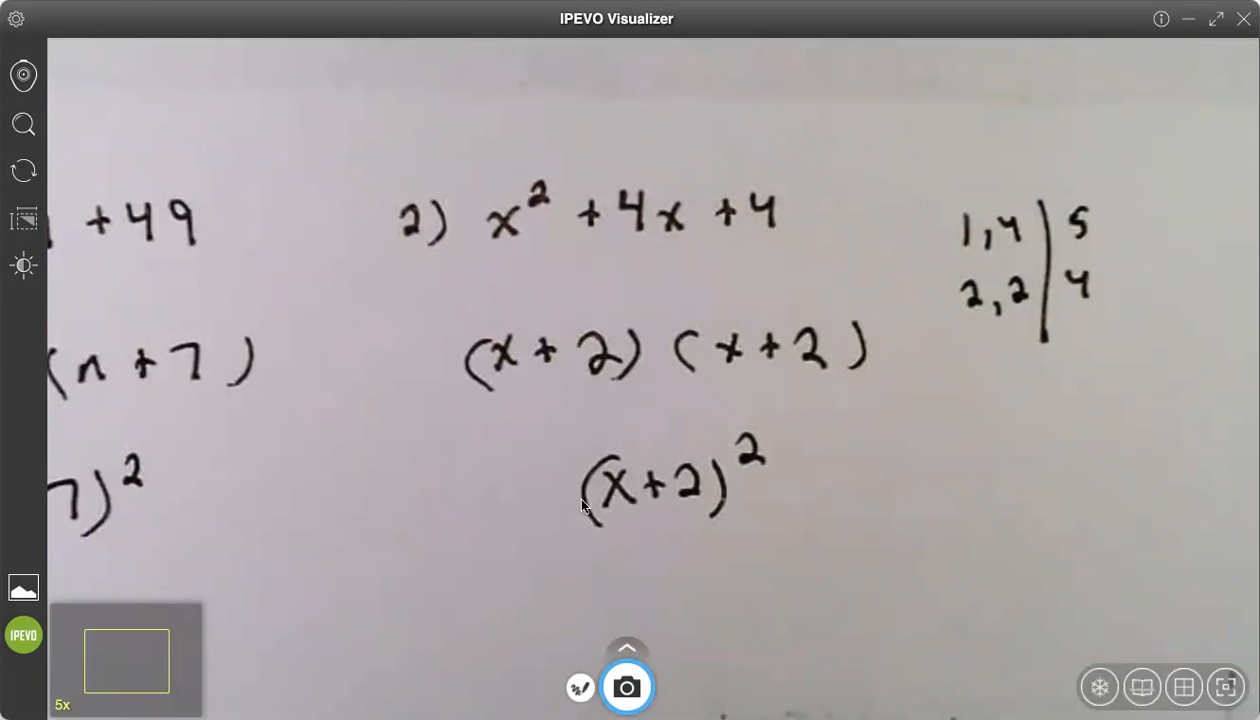 IPEVO Visualizer
+49
2) x² +4x +4
1,4 | 5
2,2 | 4
(n + 7)
(x + 2) (x + 2)
7)²
(x+2)²
IPEVO
5x